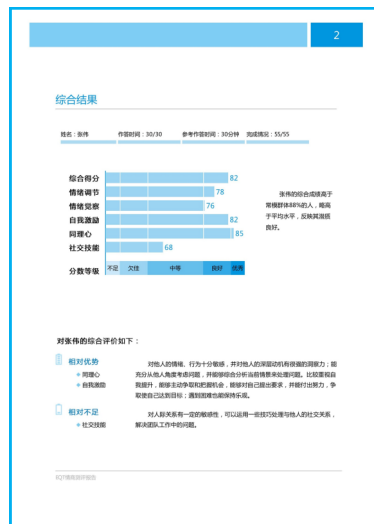 2
综合结果
姓名：张伟 作答时间：30/30 参考作答时间：30分钟 完成情况：55/55
综合得分 82
情绪调节 78
情绪觉察 76
自我激励 82
同理心 85
社交技能 68
分数等级 不足 欠佳 中等 良好 优秀
张伟的综合成绩高于
常模群体88%的人，略高
于平均水平，反映其潜质
良好。
对张伟的综合评价如下：
相对优势
同理心
自我激励
对他人的情绪、行为十分敏感，并对他人的深层动机有很强的洞察力；能
充分从他人角度考虑问题，并能够综合分析当前情景来处理问题。比较重视自
我提升，能够主动争取和把握机会，能够对自己提出要求，并能付出努力，争
取使自己达到目标；遇到困难也能保持乐观。
相对不足
社交技能
对人际关系有一定的敏感性，可以运用一些技巧处理与他人的社交关系，
解决团队工作中的问题。